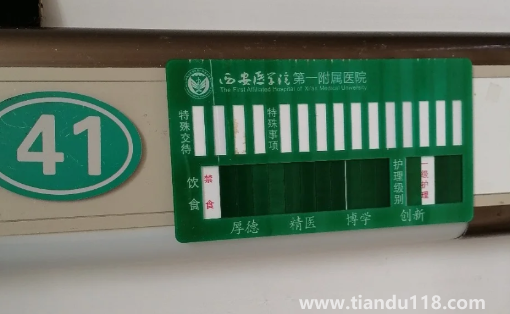 西安医学院第一附属医院
The First Affiliated Hospital of Xi'an Medical University
41
特殊交待
特殊事项
饮食
禁食
护理级别
一级护理
厚德 精医 博学 创新
www.tiandu118.com